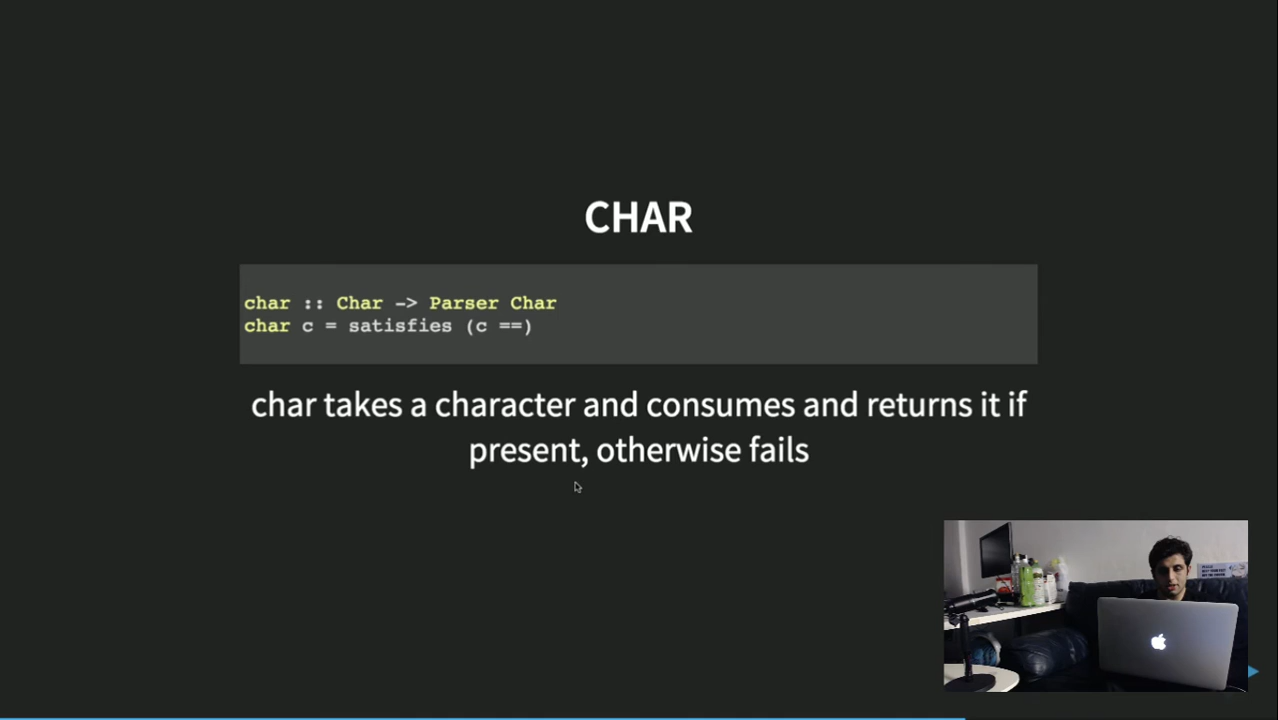 CHAR
char :: Char -> Parser Char
char c = satisfies (c ==)
char takes a character and consumes and returns it if
present, otherwise fails